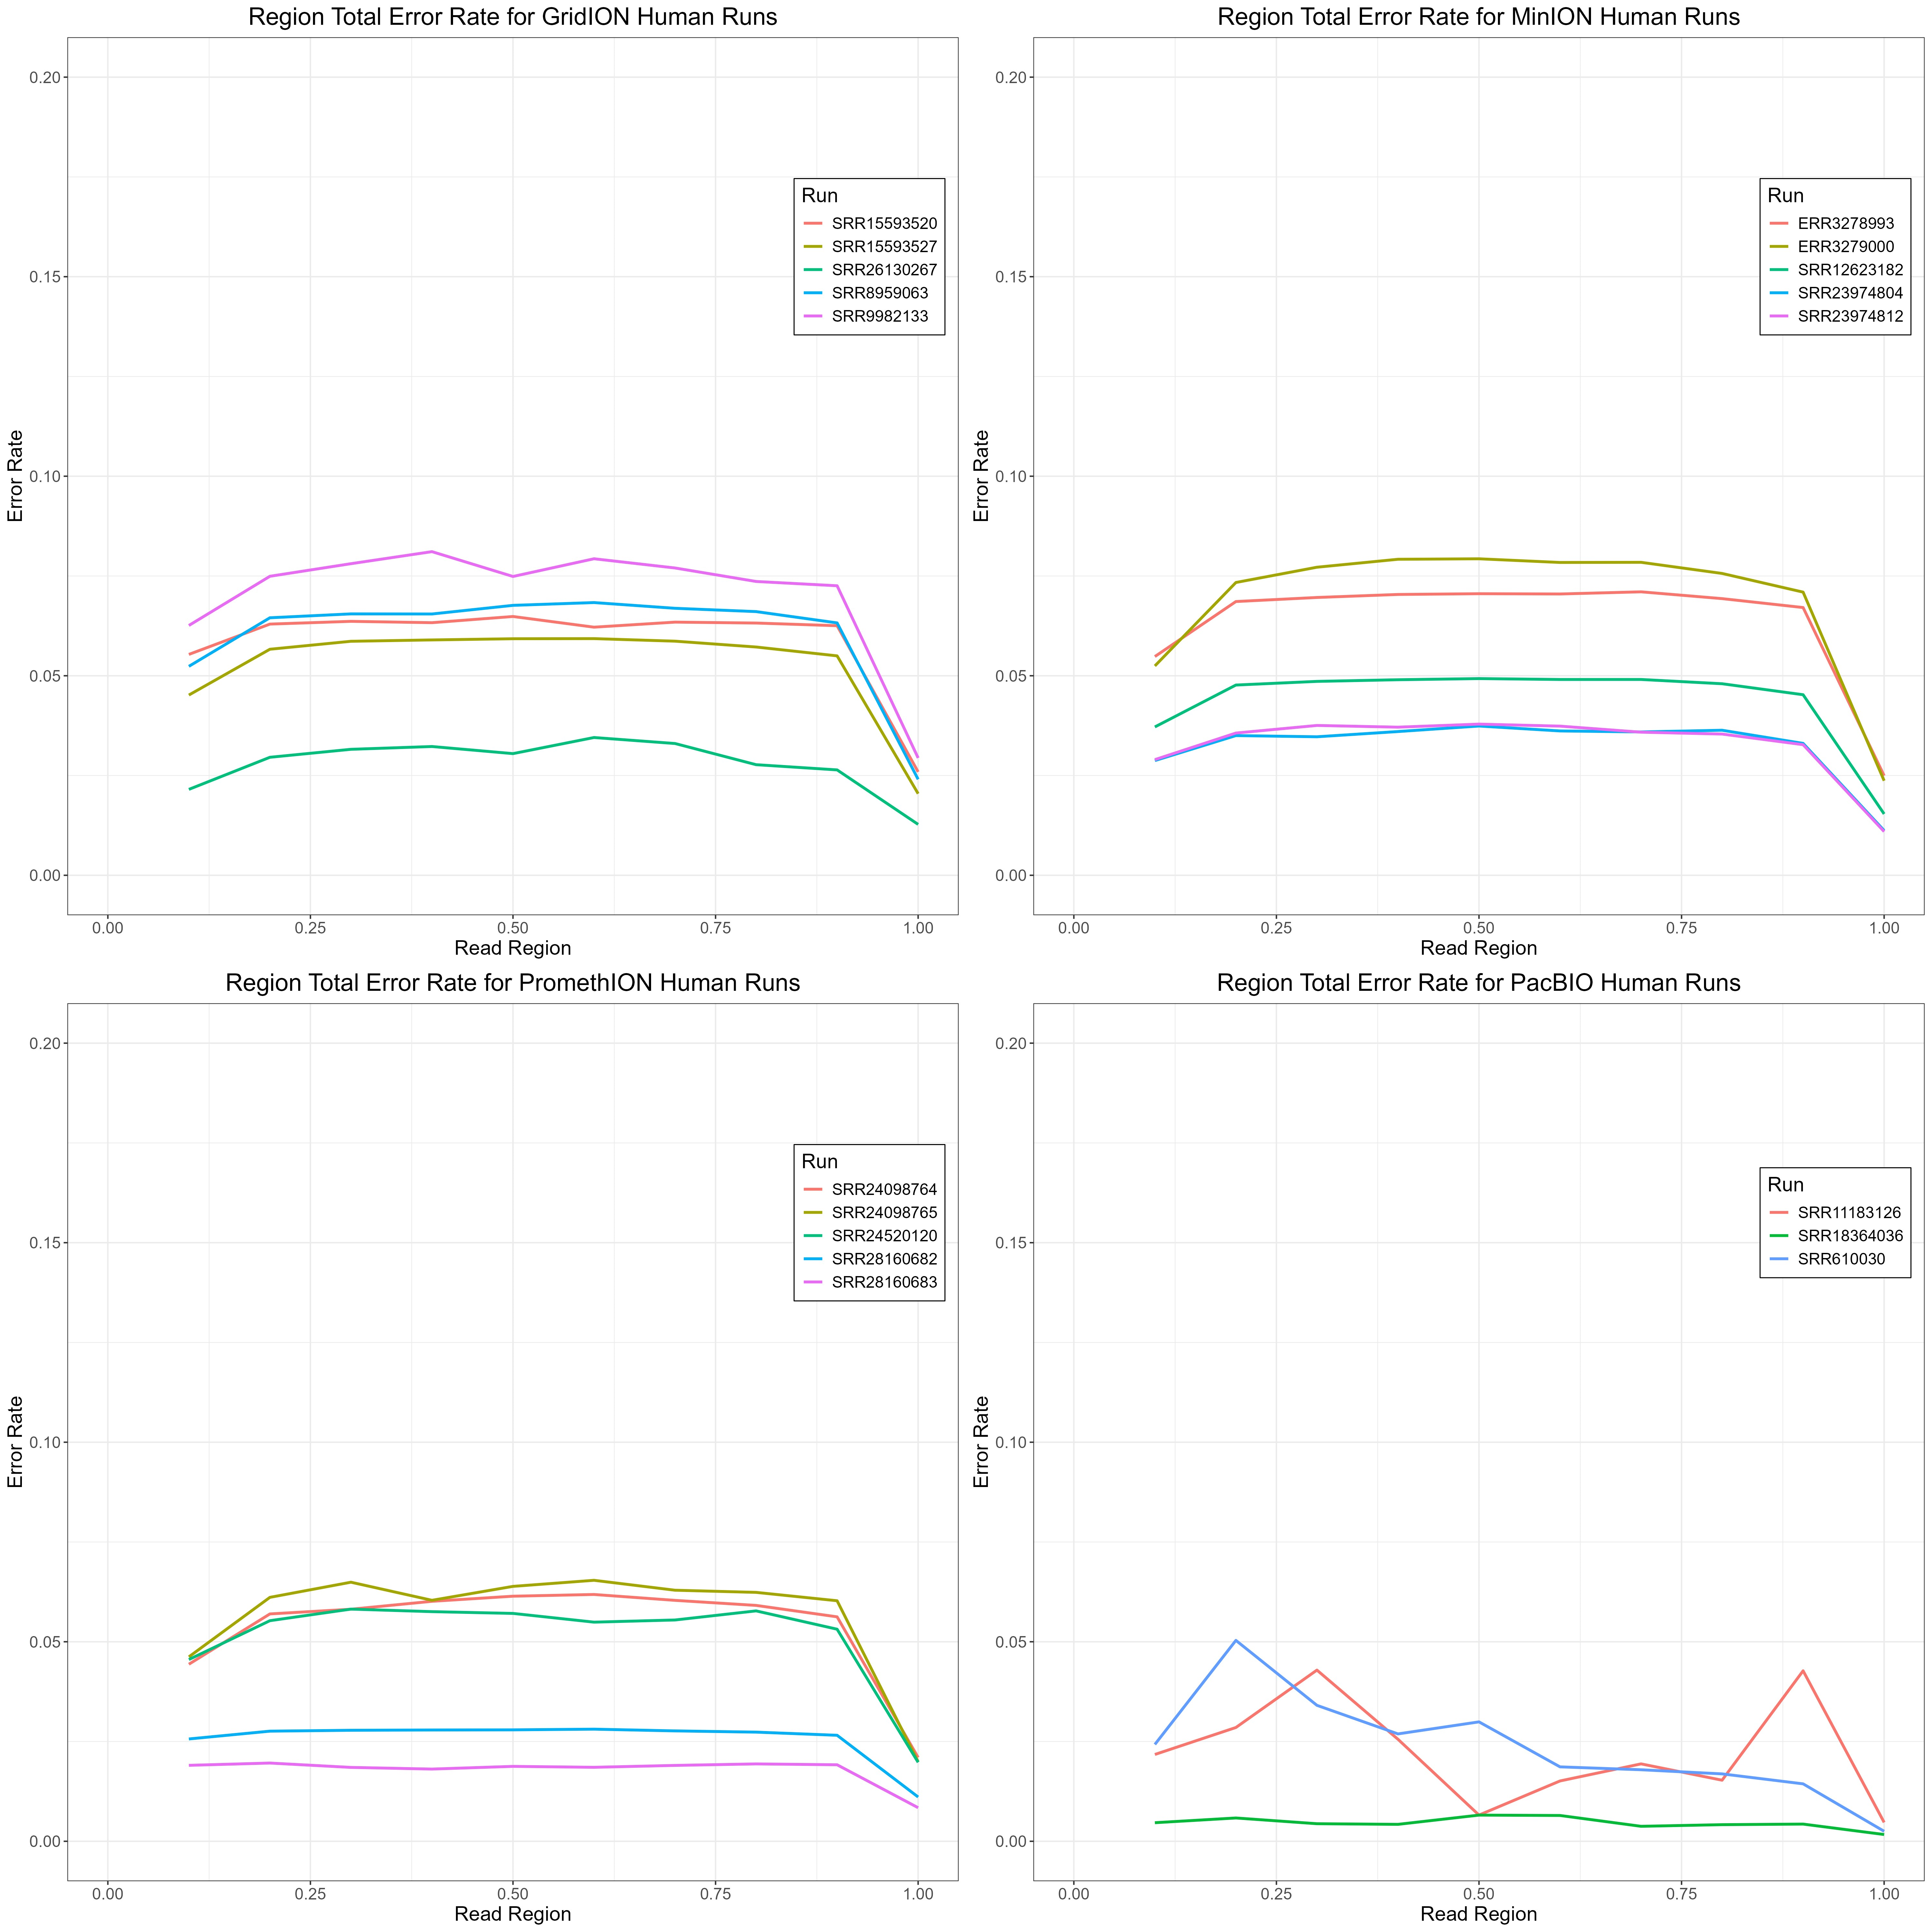 Region Total Error Rate for GridION Human Runs
0.20
0.15
0.10
0.05
0.00
Error Rate
0.00 0.25 0.50 0.75 1.00
Read Region
Run
SRR15593520
SRR15593527
SRR26130267
SRR8959063
SRR9982133
Region Total Error Rate for MinION Human Runs
0.20
0.15
0.10
0.05
0.00
Error Rate
0.00 0.25 0.50 0.75 1.00
Read Region
Run
ERR3278993
ERR3279000
SRR12623182
SRR23974804
SRR23974812
Region Total Error Rate for PromethION Human Runs
0.20
0.15
0.10
0.05
0.00
Error Rate
0.00 0.25 0.50 0.75 1.00
Read Region
Run
SRR24098764
SRR24098765
SRR24520120
SRR28160682
SRR28160683
Region Total Error Rate for PacBIO Human Runs
0.20
0.15
0.10
0.05
0.00
Error Rate
0.00 0.25 0.50 0.75 1.00
Read Region
Run
SRR11183126
SRR18364036
SRR610030